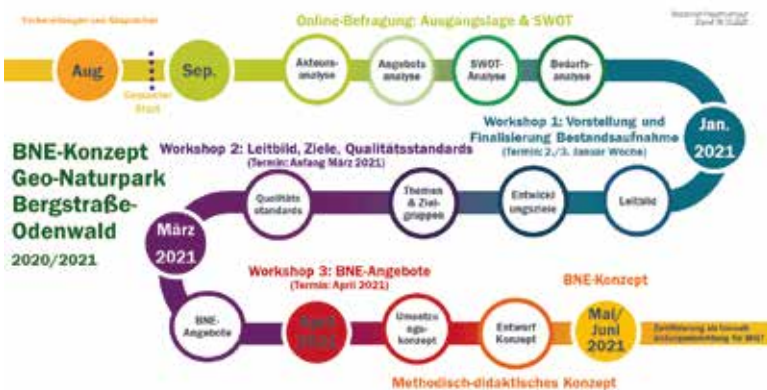 Online-Befragung: Ausgangslage & SWOT
Aug
Sep.
Geplanter
Start
Akteurs-
analyse
Angebots
analyse
SWOT-
Analyse
Bedarfs-
analyse
Jan.
2021
Workshop 1: Vorstellung und
Finalisierung Bestandsaufnahme
(Termin: 2./3. Januar Woche)
Workshop 2: Leitbild, Ziele, Qualitätsstandards
(Termin: Anfang März 2021)
BNE-Konzept
Geo-Naturpark
Bergstraße-
Odenwald
2020/2021
Leitbild
Entwickl
ungsziele
Themen
& Ziel-
gruppen
Qualitäts
standards
März
2021
Workshop 3: BNE-Angebote
(Termin: April 2021)
BNE-
Angebote
April
2021
Umsetzu
ngs-
konzept
Entwurf
Konzept
BNE-Konzept
Mai/
Juni
2021
Methodisch-didaktisches Konzept